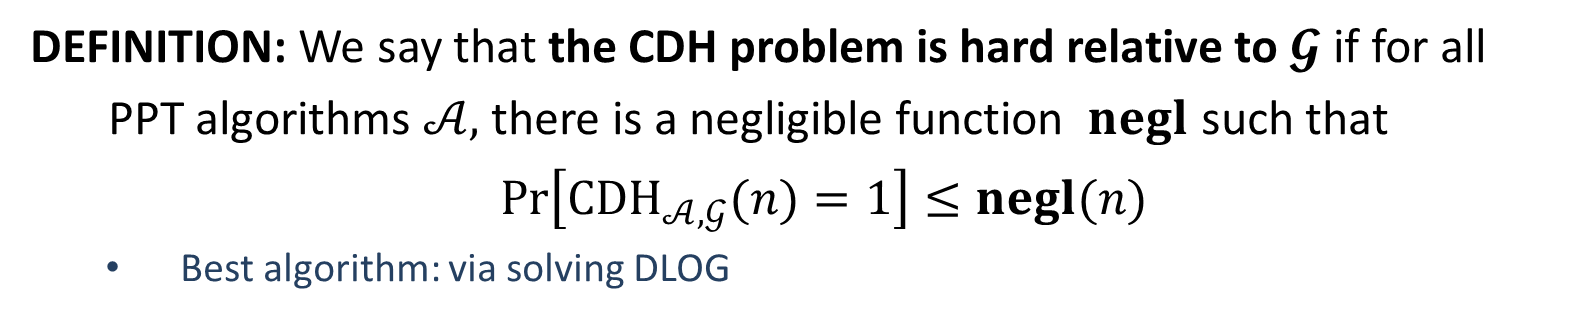 DEFINITION: We say that the CDH problem is hard relative to 𝒢 if for all
PPT algorithms 𝒜, there is a negligible function negl such that
Pr[CDH𝒜,𝒢(n) = 1] ≤ negl(n)
• Best algorithm: via solving DLOG